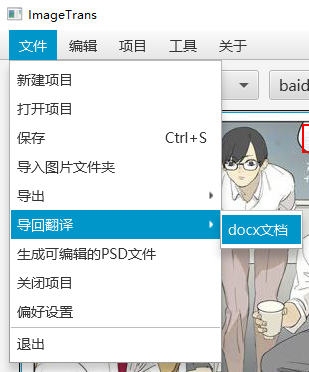 ImageTrans
文件 编辑 项目 工具 关于
新建项目
打开项目
保存 Ctrl+S
导入图片文件夹
导出
导回翻译
docx文档
生成可编辑的PSD文件
关闭项目
偏好设置
退出
baid